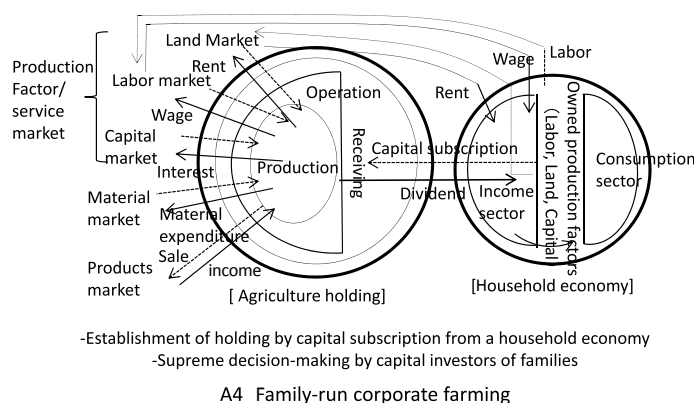 Land Market
Labor
Production
Factor/
service
market
Rent
Wage
Labor market
Operation
Rent
Wage
Capital
market
Receiving
Capital subscription
Owned production factors
(Labor, Land, Capital
Consumption
sector
Production
Interest
Dividend
Income
sector
Material
market
Material
expenditure
Sale
income
Products
market
[ Agriculture holding]
[Household economy]
-Establishment of holding by capital subscription from a household economy
-Supreme decision-making by capital investors of families
A4 Family-run corporate farming